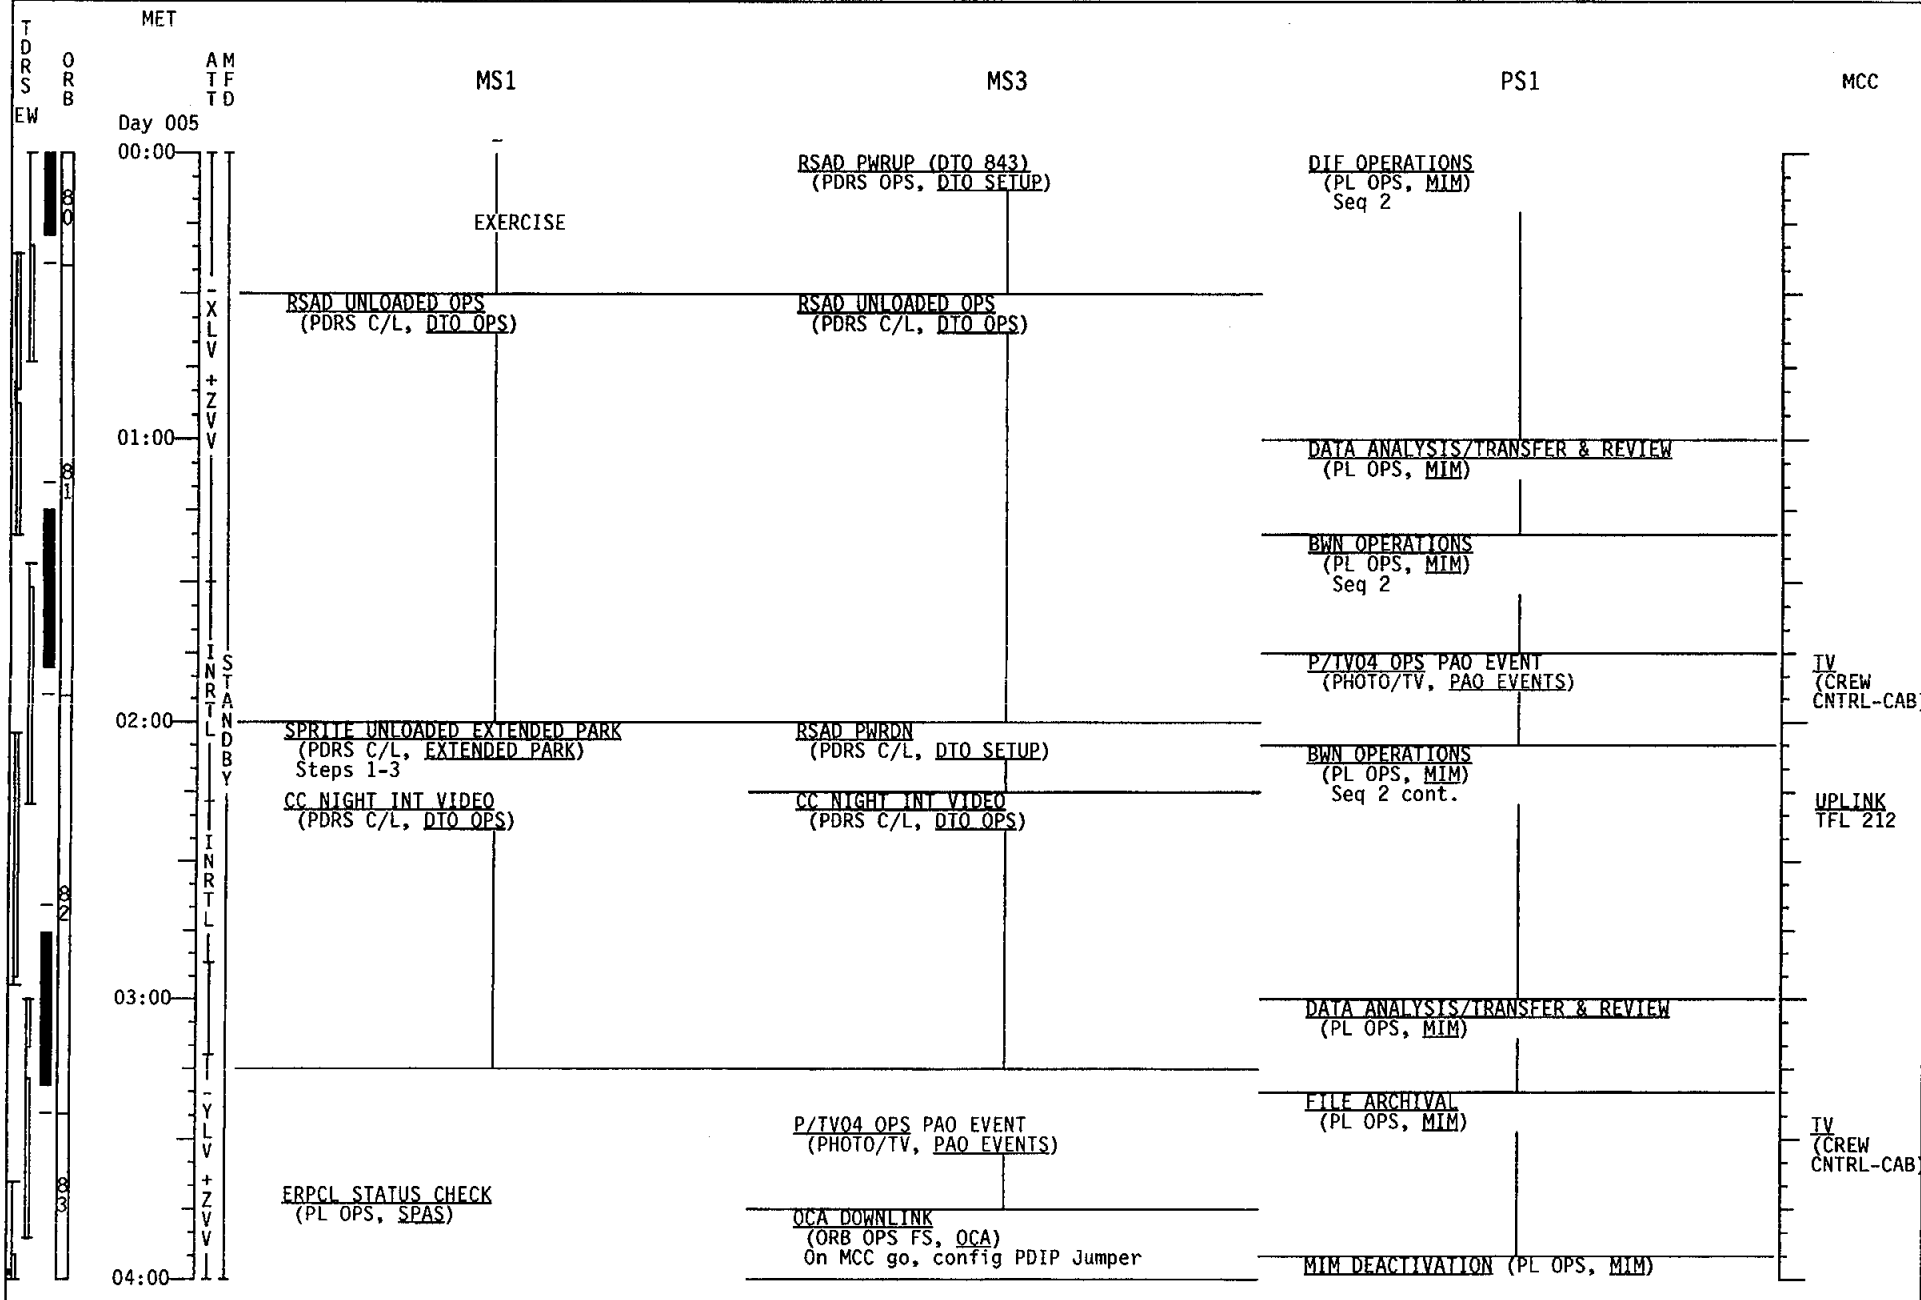 MET
TDRS
EW
ORB
ATT
MFD
MS1
MS3
PS1
MCC
Day 005
00:00
RSAD PWRUP (DTO 843)
(PDRS OPS, DTO SETUP)
DIF OPERATIONS
(PL OPS, MIM)
Seq 2
80
EXERCISE
-XLV +ZVV
RSAD UNLOADED OPS
(PDRS C/L, DTO OPS)
RSAD UNLOADED OPS
(PDRS C/L, DTO OPS)
01:00
81
DATA ANALYSIS/TRANSFER & REVIEW
(PL OPS, MIM)
BWN OPERATIONS
(PL OPS, MIM)
Seq 2
INRTL
STANDBY
P/TV04 OPS PAO EVENT
(PHOTO/TV, PAO EVENTS)
TV
(CREW
CNTRL-CAB)
02:00
SPRITE UNLOADED EXTENDED PARK
(PDRS C/L, EXTENDED PARK)
Steps 1-3
RSAD PWRDN
(PDRS C/L, DTO SETUP)
BWN OPERATIONS
(PL OPS, MIM)
Seq 2 cont.
CC NIGHT INT VIDEO
(PDRS C/L, DTO OPS)
CC NIGHT INT VIDEO
(PDRS C/L, DTO OPS)
UPLINK
TFL 212
INRTL
82
03:00
DATA ANALYSIS/TRANSFER & REVIEW
(PL OPS, MIM)
-YLV +ZVV
FILE ARCHIVAL
(PL OPS, MIM)
P/TV04 OPS PAO EVENT
(PHOTO/TV, PAO EVENTS)
TV
(CREW
CNTRL-CAB)
83
ERPCL STATUS CHECK
(PL OPS, SPAS)
OCA DOWNLINK
(ORB OPS FS, OCA)
On MCC go, config PDIP Jumper
MIM DEACTIVATION (PL OPS, MIM)
04:00